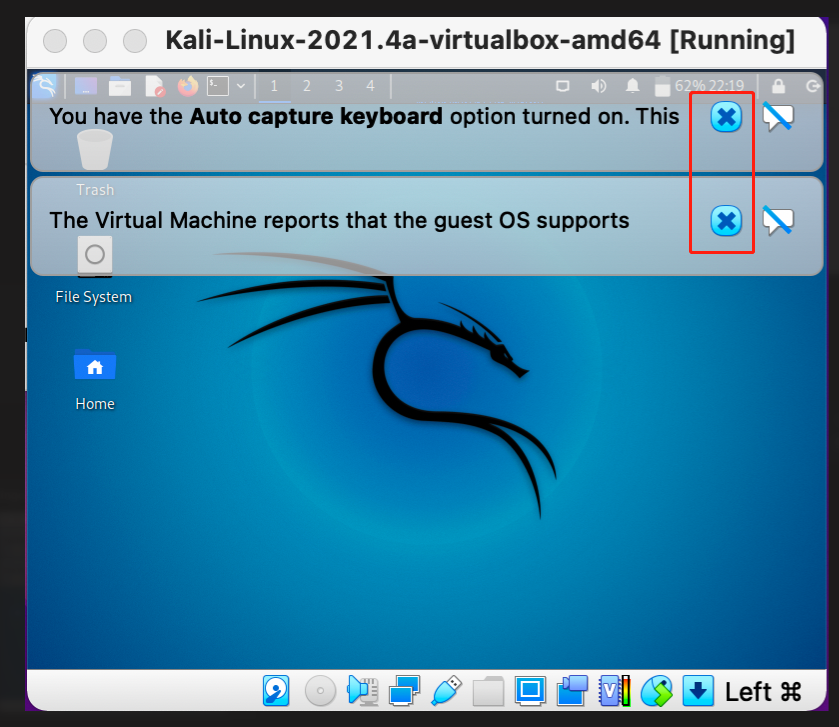 Kali-Linux-2021.4a-virtualbox-amd64 [Running]
1 2 3 4 62% 22:19
You have the Auto capture keyboard option turned on. This
Trash
The Virtual Machine reports that the guest OS supports
File System
Home
Left ⌘